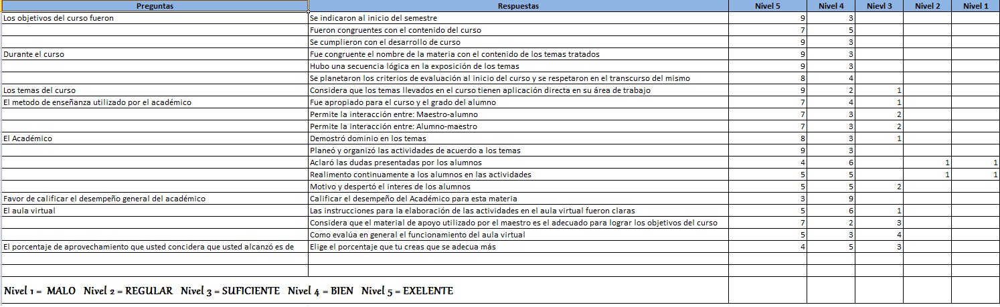 Preguntas Respuestas Nivel 5 Nivel 4 Nievl 3 Nivel 2 Nivel 1
Los objetivos del curso fueron Se indicaron al inicio del semestre 9 3
Fueron congruentes con el contenido del curso 7 5
Se cumplieron con el desarrollo de curso 9 3
Durante el curso Fue congruente el nombre de la materia con el contenido de los temas tratados 9 3
Hubo una secuencia lógica en la exposición de los temas 9 3
Se planetaron los criterios de evaluación al inicio del curso y se respetaron en el transcurso del mismo 8 4
Los temas del curso Considera que los temas llevados en el curso tienen aplicación directa en su área de trabajo 9 2 1
El metodo de enseñanza utilizado por el académico Fue apropiado para el curso y el grado del alumno 7 4 1
Permite la interacción entre: Maestro-alumno 7 3 2
Permite la interacción entre: Alumno-maestro 7 3 2
El Académico Demostró dominio en los temas 8 3 1
Planeó y organizó las actividades de acuerdo a los temas 9 3
Aclaró las dudas presentadas por los alumnos 4 6 1 1
Realimento continuamente a los alumnos en las actividades 5 5 1 1
Motivo y despertó el interes de los alumnos 5 5 2
Favor de calificar el desempeño general del académico Calificar el desempeño del Académico para esta materia 3 9
El aula virtual Las instrucciones para la elaboración de las actividades en el aula virtual fueron claras 5 6 1
Considera que el material de apoyo utilizado por el maestro es el adecuado para lograr los objetivos del curso 7 2 3
Como evalúa en general el funcionamiento del aula virtual 5 3 4
El porcentaje de aprovechamiento que usted concidera que usted alcanzó es de Elige el porcentaje que tu creas que se adecua más 4 5 3
Nivel 1 = MALO Nivel 2 = REGULAR Nivel 3 = SUFICIENTE Nivel 4 = BIEN Nivel 5 = EXELENTE